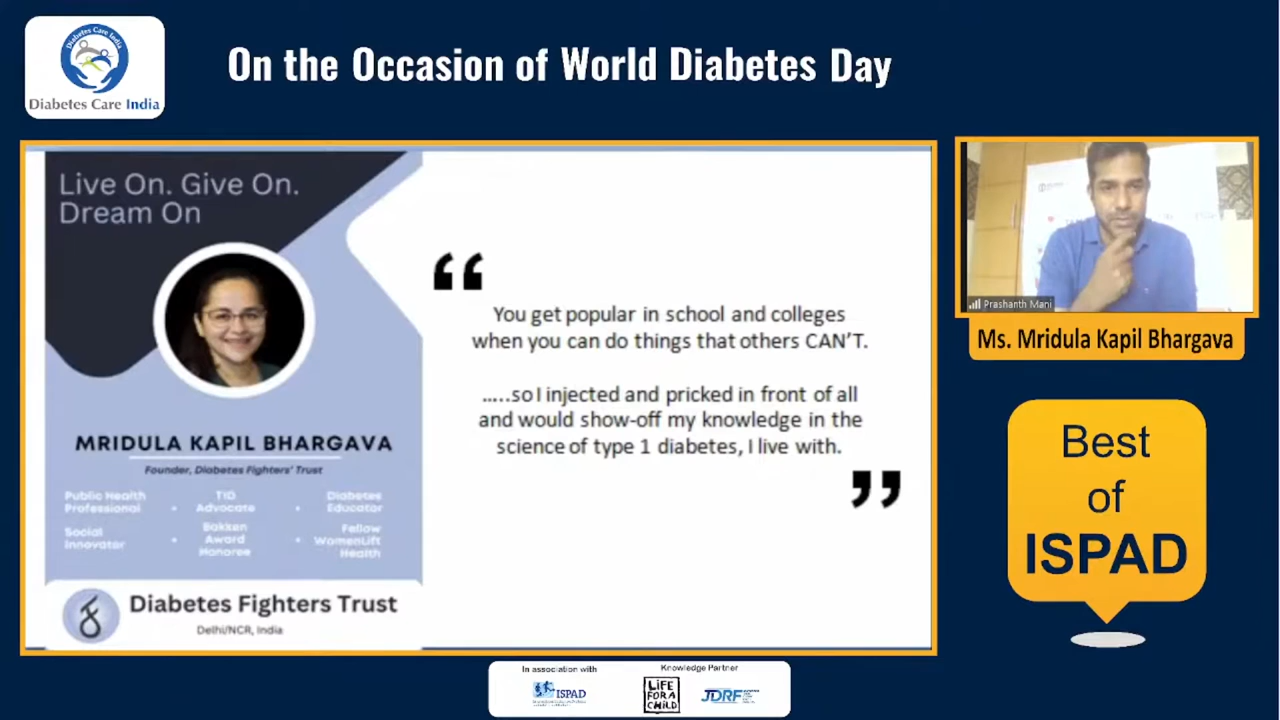 Diabetes Care India
Diabetes Care India
On the Occasion of World Diabetes Day
Live On. Give On.
Dream On
MRIDULA KAPIL BHARGAVA
Founder, Diabetes Fighters' Trust
Public Health
Professional
•
T1D
Advocate
•
Diabetes
Educator
Social
Innovator
•
Bakken
Award
Honoree
•
Fellow
WomenLift
Health
Diabetes Fighters Trust
Delhi/NCR, India
“
You get popular in school and colleges
when you can do things that others CAN'T.
…..so I injected and pricked in front of all
and would show-off my knowledge in the
science of type 1 diabetes, I live with.
”
Prashanth Mani
Ms. Mridula Kapil Bhargava
Best
of
ISPAD
In association with
ISPAD
Knowledge Partner
LiFE
FOR A
CHiLD
JDRF